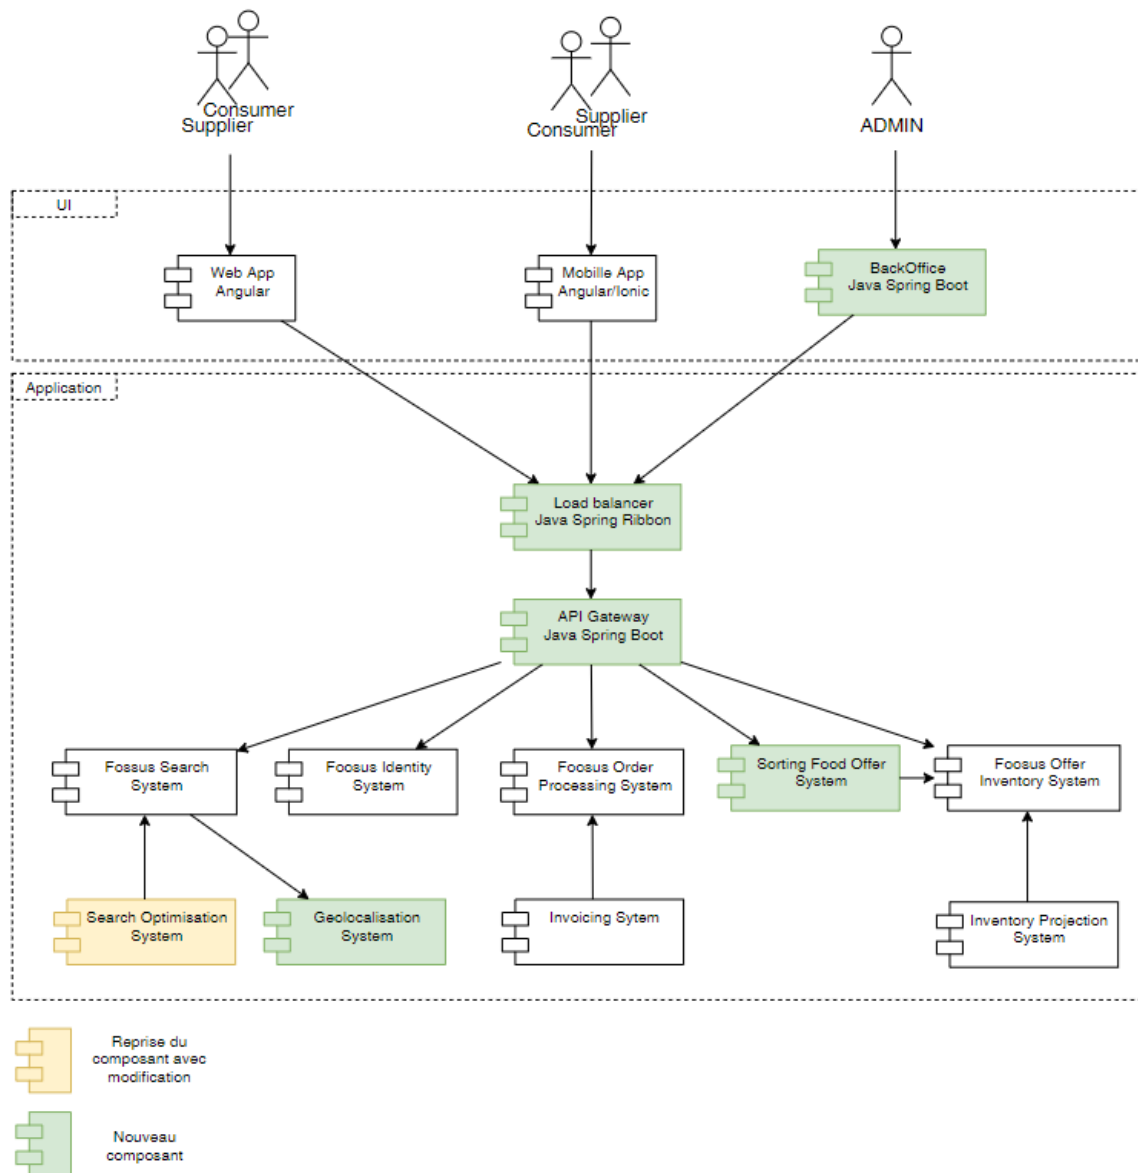 Consumer
Supplier
Supplier
Consumer
ADMIN
UI
Web App
Angular
Mobille App
Angular/Ionic
BackOffice
Java Spring Boot
Application
Load balancer
Java Spring Ribbon
API Gateway
Java Spring Boot
Fossus Search
System
Foosus Identity
System
Foosus Order
Processing System
Sorting Food Offer
System
Foosus Offer
Inventory System
Search Optimisation
System
Geolocalisation
System
Invoicing Sytem
Inventory Projection
System
Reprise du
composant avec
modification
Nouveau
composant